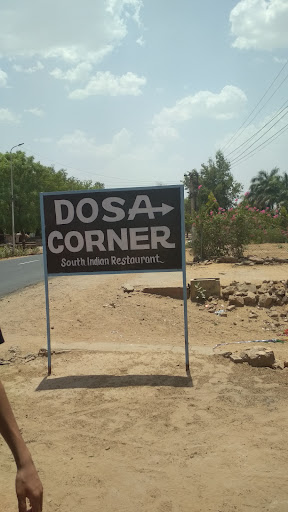 DOSA→
CORNER
South Indian Restaurant